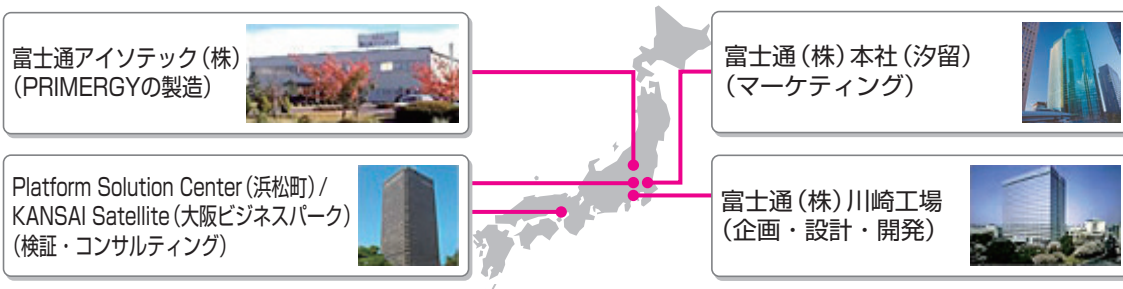 富士通アイソテック(株)
(PRIMERGYの製造)
富士通(株)本社(汐留)
(マーケティング)
Platform Solution Center(浜松町)/
KANSAI Satellite(大阪ビジネスパーク)
(検証・コンサルティング)
富士通(株)川崎工場
(企画・設計・開発)